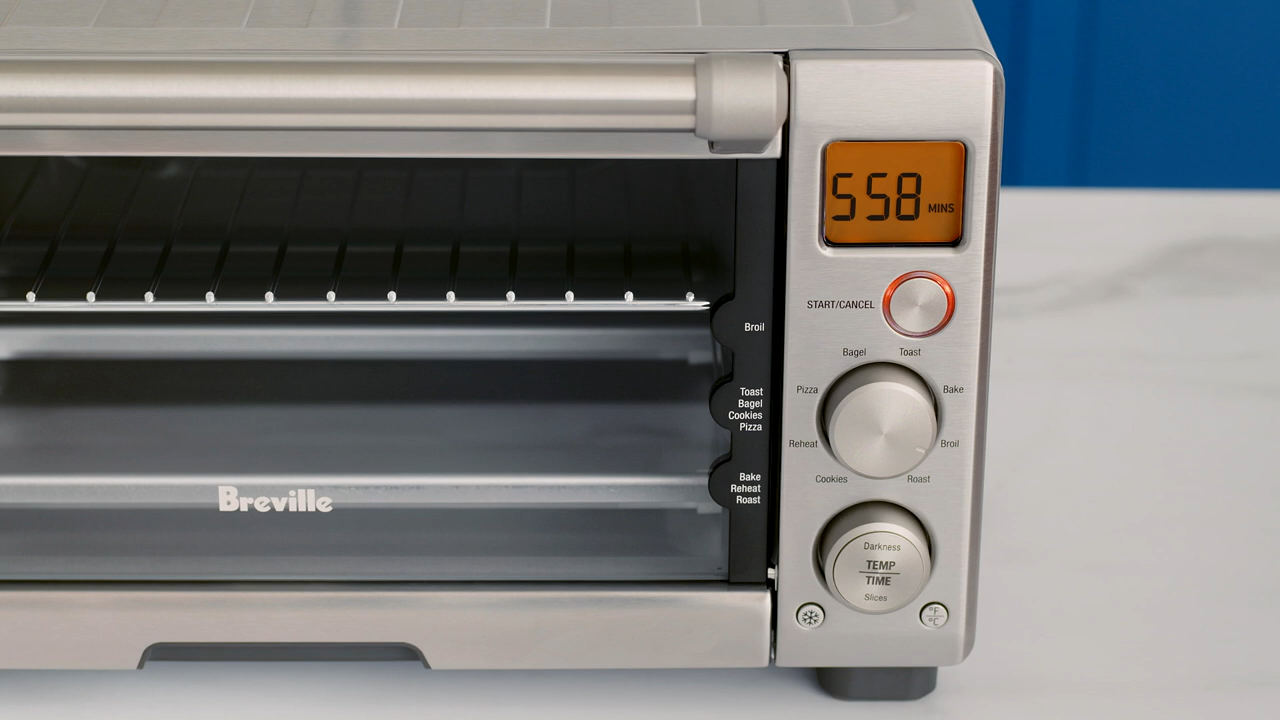 558 MINS
START/CANCEL
Bagel Toast
Pizza Bake
Reheat Broil
Cookies Roast
Darkness
TEMP
TIME
Slices
°F
°C
Broil
Toast
Bagel
Cookies
Pizza
Bake
Reheat
Roast
Breville